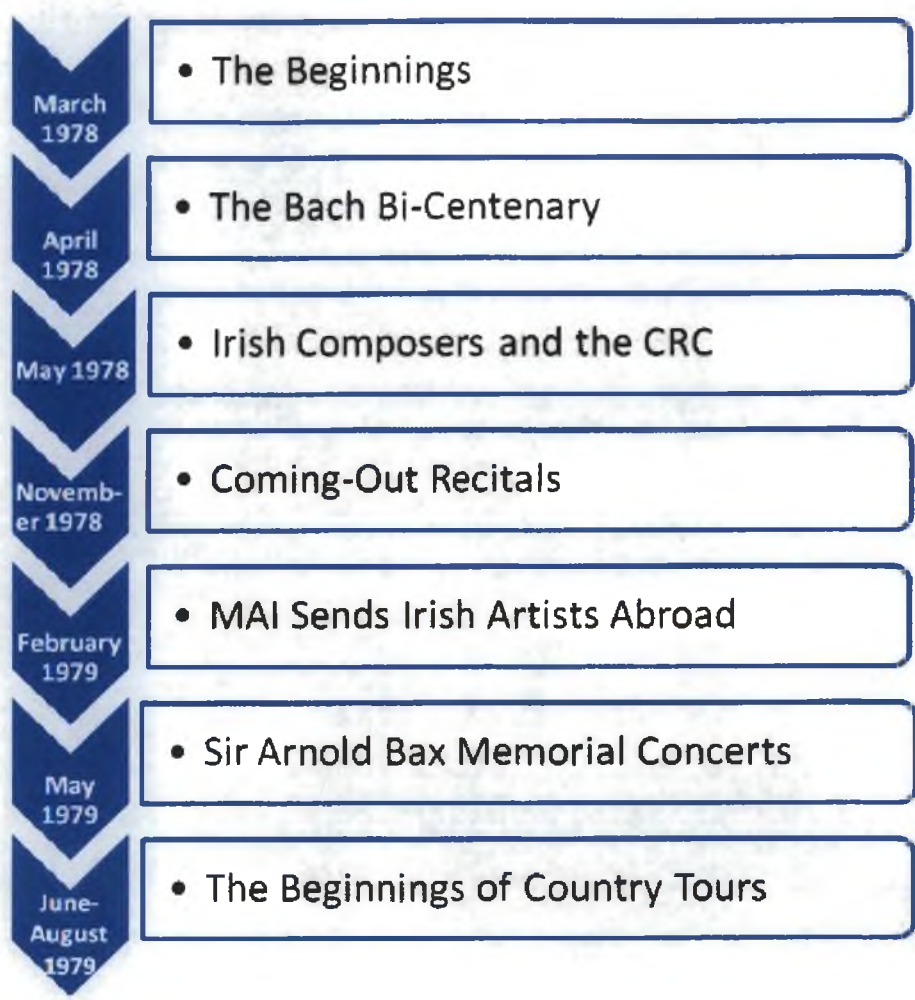 March
1978
• The Beginnings
April
1978
• The Bach Bi-Centenary
May 1978
• Irish Composers and the CRC
Novemb-
er 1978
• Coming-Out Recitals
February
1979
• MAI Sends Irish Artists Abroad
May
1979
• Sir Arnold Bax Memorial Concerts
June-
August
1979
• The Beginnings of Country Tours